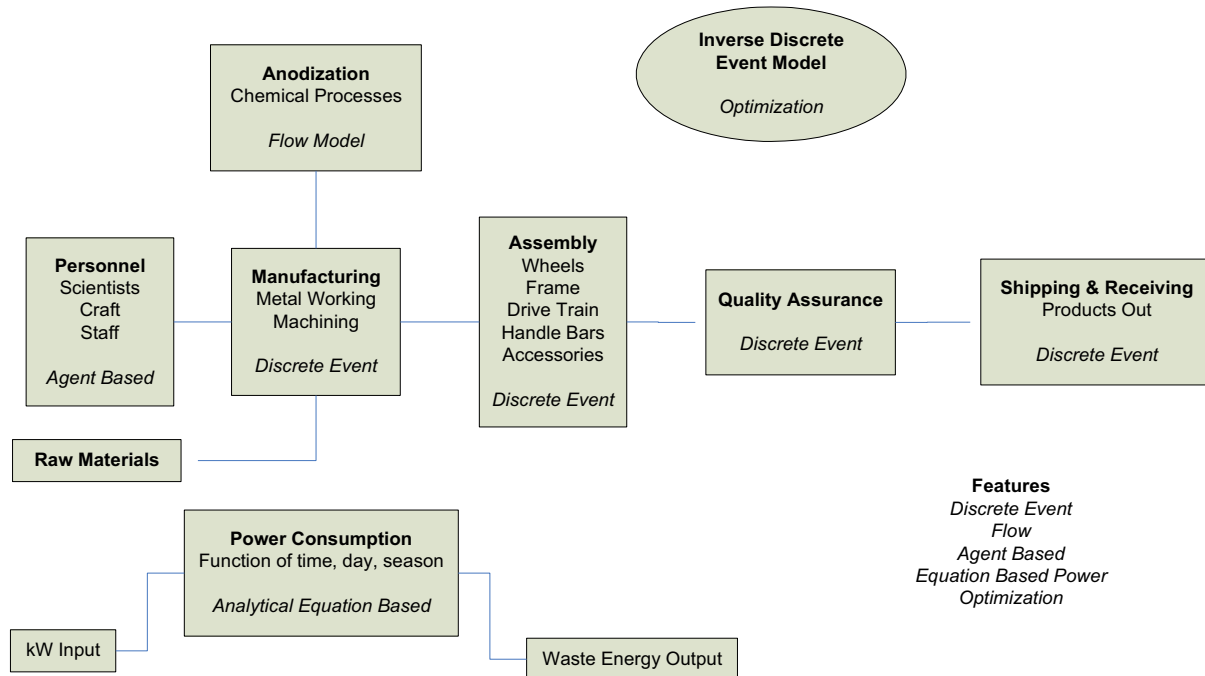 Anodization
Chemical Processes
Flow Model
Inverse Discrete
Event Model
Optimization
Personnel
Scientists
Craft
Staff
Agent Based
Manufacturing
Metal Working
Machining
Discrete Event
Assembly
Wheels
Frame
Drive Train
Handle Bars
Accessories
Discrete Event
Quality Assurance
Discrete Event
Shipping & Receiving
Products Out
Discrete Event
Raw Materials
Power Consumption
Function of time, day, season
Analytical Equation Based
kW Input
Waste Energy Output
Features
Discrete Event
Flow
Agent Based
Equation Based Power
Optimization